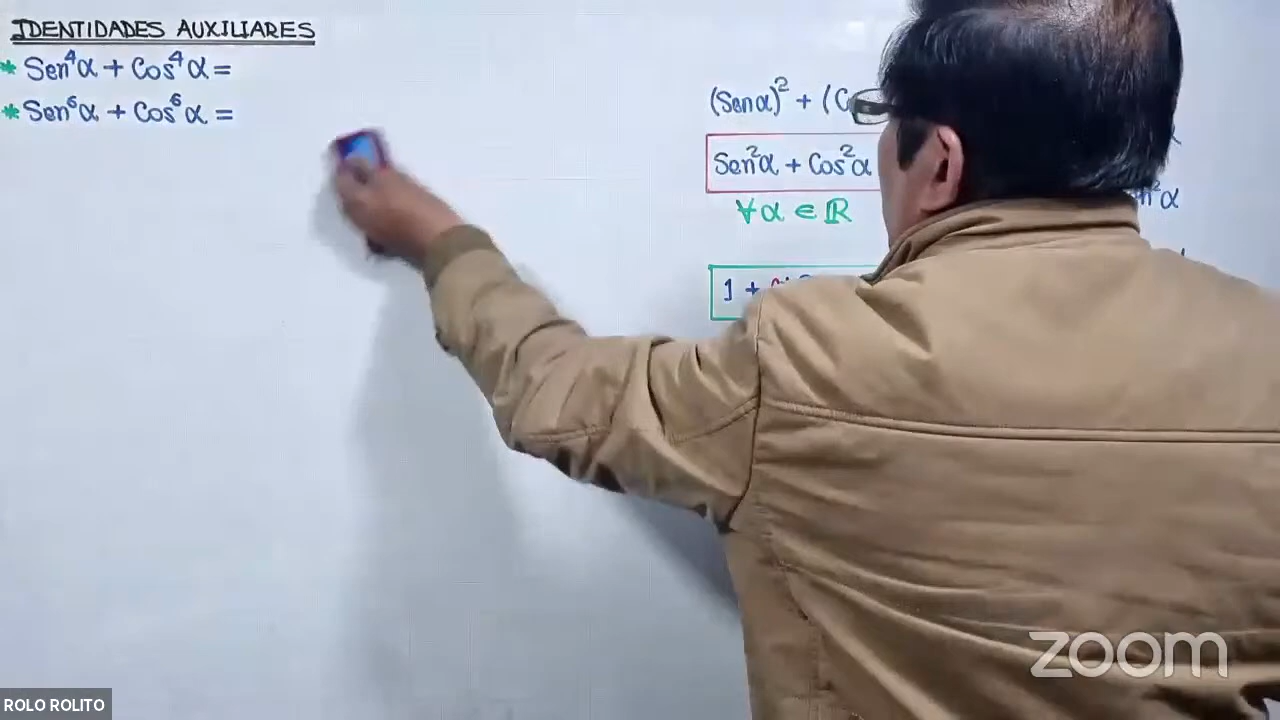 IDENTIDADES AUXILIARES
* Sen⁴α + Cos⁴α =
* Sen⁶α + Cos⁶α =
(Senα)² + (C
Sen²α + Cos²α
∀ α ∈ ℝ
1 +
zoom
ROLO ROLITO